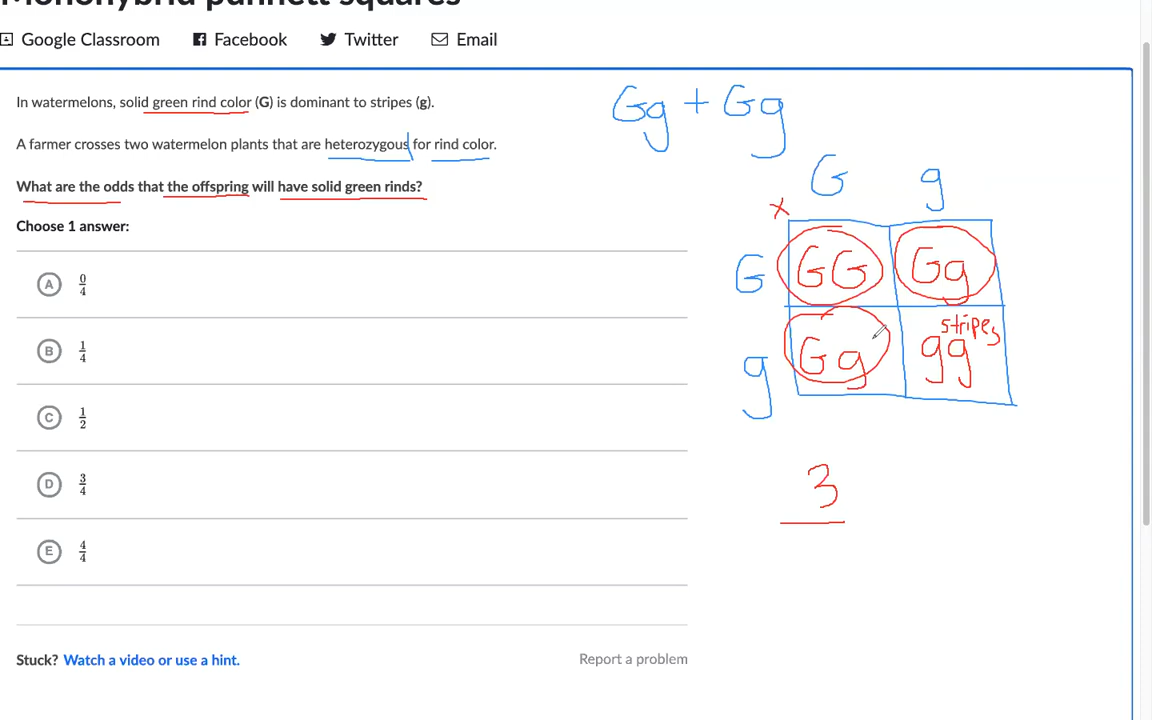 Monohybrid punnett squares
Google Classroom Facebook Twitter Email
In watermelons, solid green rind color (G) is dominant to stripes (g).
A farmer crosses two watermelon plants that are heterozygous for rind color.
What are the odds that the offspring will have solid green rinds?
Choose 1 answer:
A 0/4
B 1/4
C 1/2
D 3/4
E 4/4
Stuck? Watch a video or use a hint.
Report a problem
Gg + Gg
G g
x
G GG Gg
stripes
g Gg gg
3